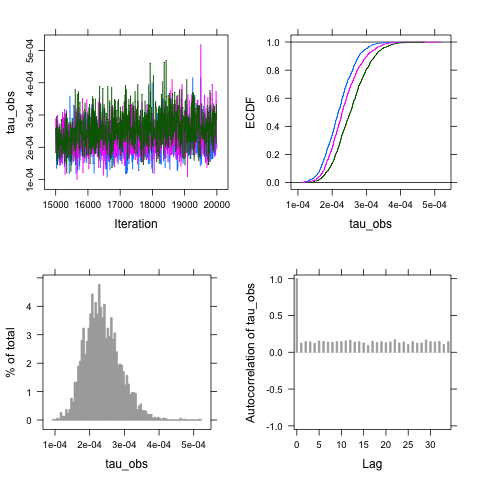 tau_obs
5e-04
4e-04
3e-04
2e-04
1e-04
15000 16000 17000 18000 19000 20000
Iteration
ECDF
1.0
0.8
0.6
0.4
0.2
0.0
1e-04 2e-04 3e-04 4e-04 5e-04
tau_obs
% of total
4
3
2
1
0
1e-04 2e-04 3e-04 4e-04 5e-04
tau_obs
Autocorrelation of tau_obs
1.0
0.5
0.0
-0.5
-1.0
0 5 10 15 20 25 30
Lag